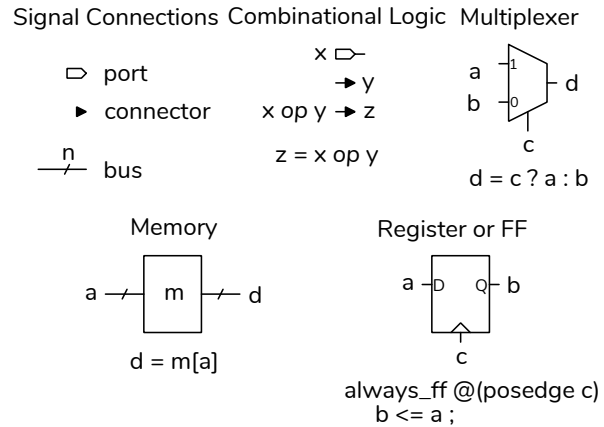 Signal Connections
port
connector
n
bus
Combinational Logic
x
y
x op y
z
z = x op y
Multiplexer
a
1
b
0
d
c
d = c ? a : b
Memory
a
m
d
d = m[a]
Register or FF
a
D
Q
b
c
always_ff @(posedge c)
b <= a ;